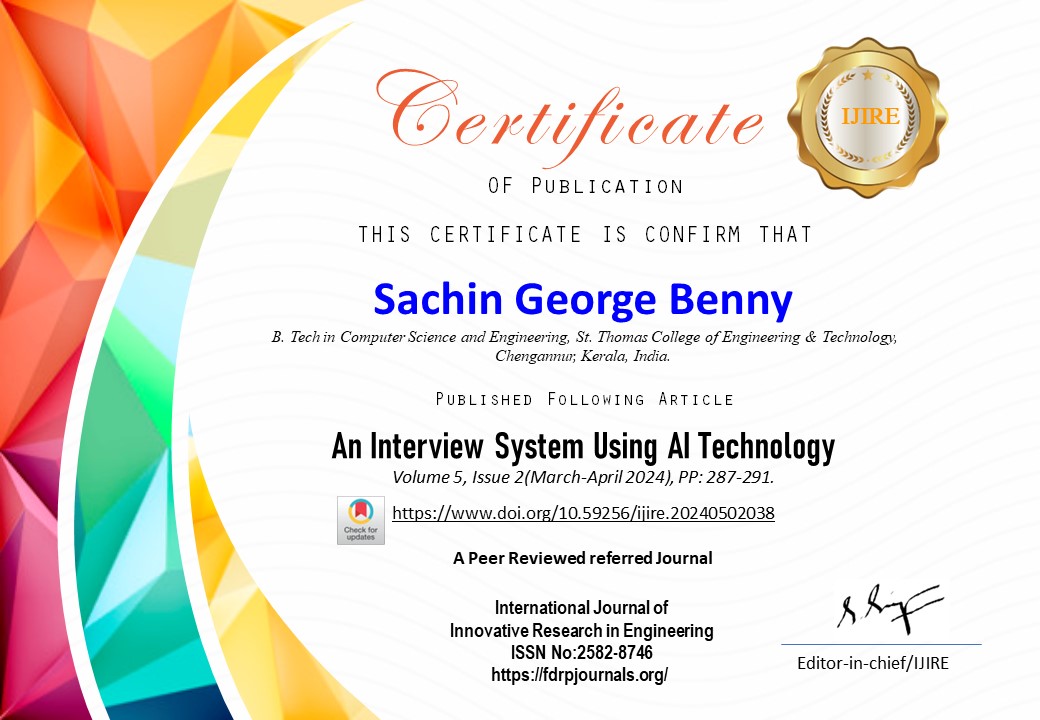 Certificate
IJIRE
OF PUBLICATION
THIS CERTIFICATE IS CONFIRM THAT
Sachin George Benny
B. Tech in Computer Science and Engineering, St. Thomas College of Engineering & Technology,
Chengannur, Kerala, India.
PUBLISHED FOLLOWING ARTICLE
An Interview System Using AI Technology
Volume 5, Issue 2(March-April 2024), PP: 287-291.
Check for
updates
https://www.doi.org/10.59256/ijire.20240502038
A Peer Reviewed referred Journal
International Journal of
Innovative Research in Engineering
ISSN No:2582-8746
https://fdrpjournals.org/
Editor-in-chief/IJIRE